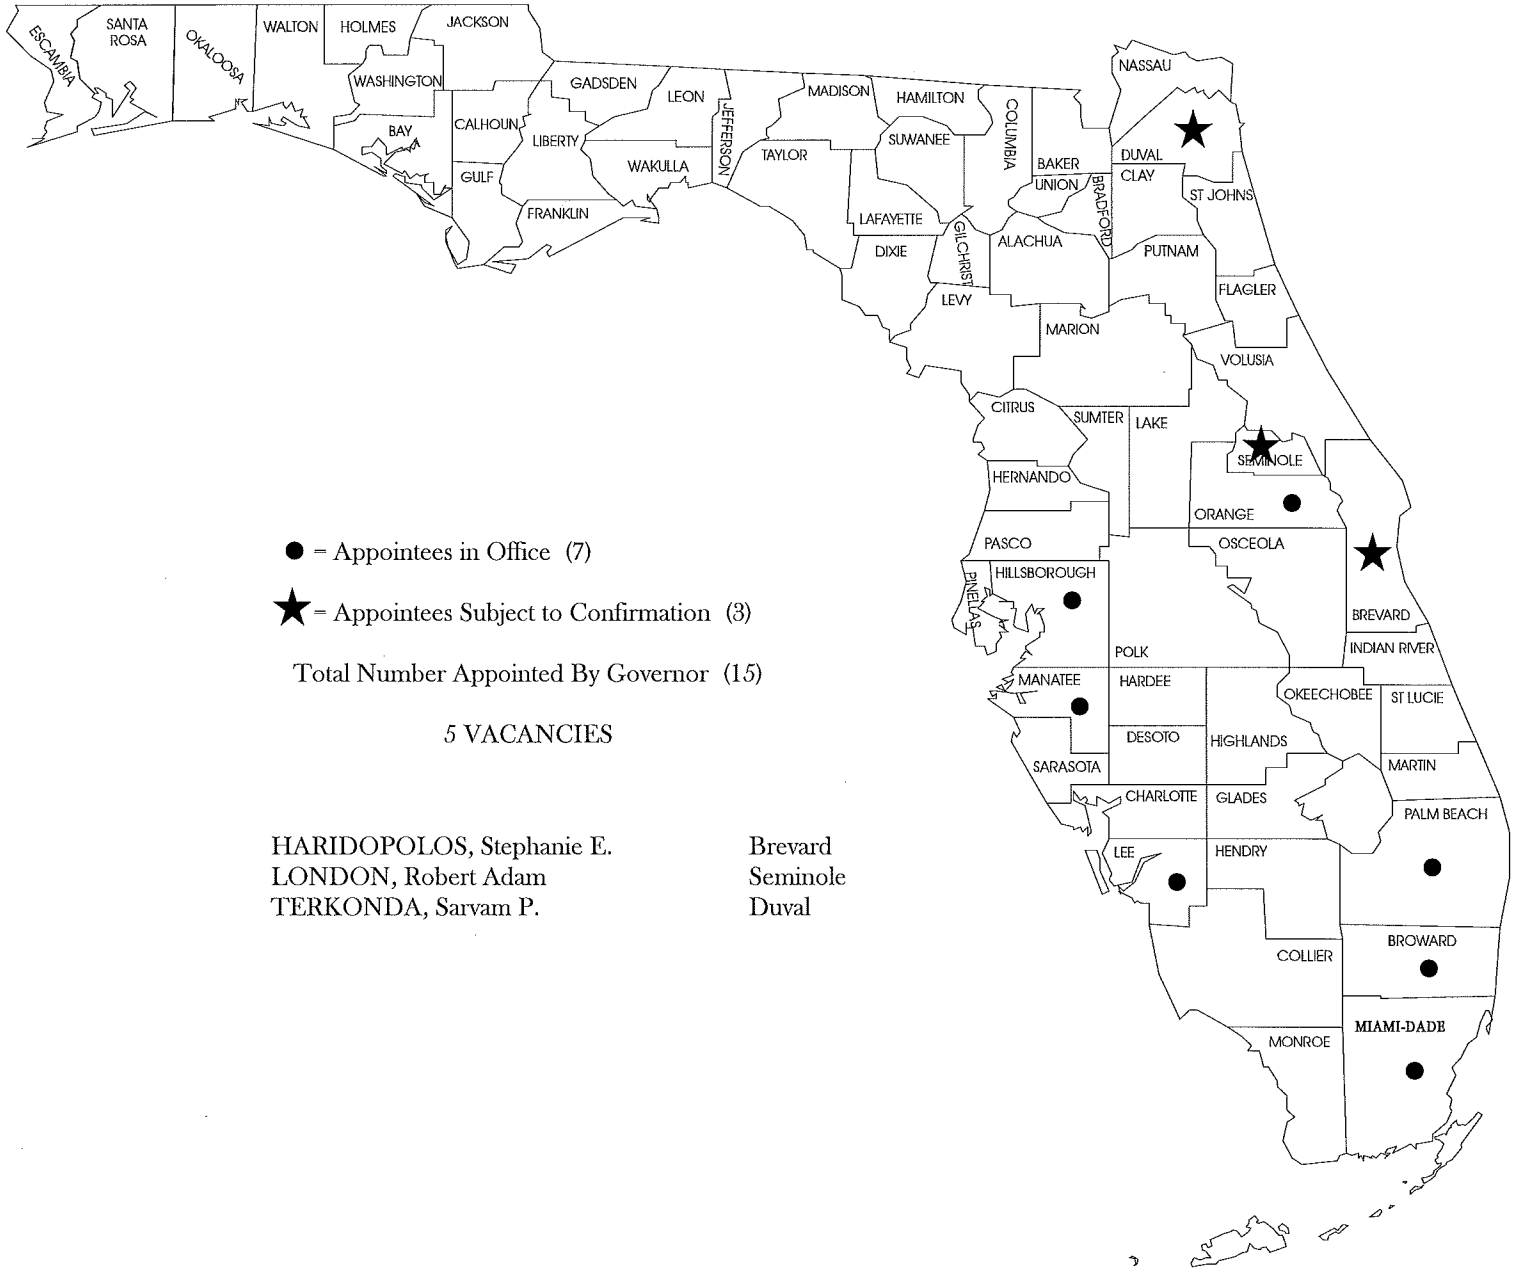 ESCAMBIA
SANTA
ROSA
OKALOOSA
WALTON
HOLMES
JACKSON
WASHINGTON
BAY
CALHOUN
GULF
GADSDEN
LIBERTY
FRANKLIN
LEON
WAKULLA
JEFFERSON
MADISON
TAYLOR
HAMILTON
SUWANEE
LAFAYETTE
DIXIE
COLUMBIA
GILCHRIST
LEVY
BAKER
UNION
BRADFORD
ALACHUA
NASSAU
DUVAL
CLAY
ST JOHNS
PUTNAM
FLAGLER
MARION
VOLUSIA
CITRUS
SUMTER
LAKE
HERNANDO
SEMINOLE
ORANGE
PASCO
OSCEOLA
PINELLAS
HILLSBOROUGH
POLK
BREVARD
INDIAN RIVER
MANATEE
HARDEE
OKEECHOBEE
ST LUCIE
DESOTO
HIGHLANDS
SARASOTA
MARTIN
CHARLOTTE
GLADES
PALM BEACH
LEE
HENDRY
BROWARD
COLLIER
MIAMI-DADE
MONROE
= Appointees in Office (7)
= Appointees Subject to Confirmation (3)
Total Number Appointed By Governor (15)
5 VACANCIES
HARIDOPOLOS, Stephanie E. Brevard
LONDON, Robert Adam Seminole
TERKONDA, Sarvam P. Duval